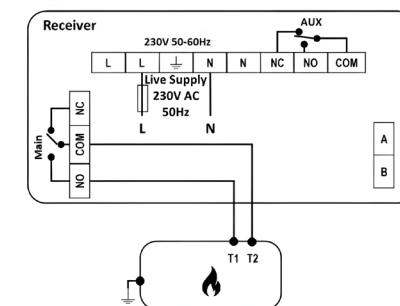 Receiver
AUX
230V 50-60Hz
L L N N NC NO COM
Live Supply
230V AC
50Hz
L N
Main
NC
COM
NO
A
B
T1 T2